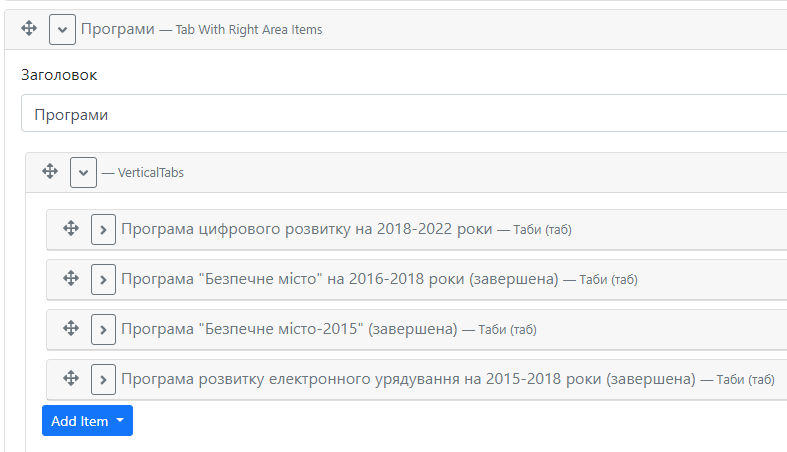 Програми — Tab With Right Area Items
Заголовок
Програми
— VerticalTabs
Програма цифрового розвитку на 2018-2022 роки — Таби (таб)
Програма "Безпечне місто" на 2016-2018 роки (завершена) — Таби (таб)
Програма "Безпечне місто-2015" (завершена) — Таби (таб)
Програма розвитку електронного урядування на 2015-2018 роки (завершена) — Таби (таб)
Add Item